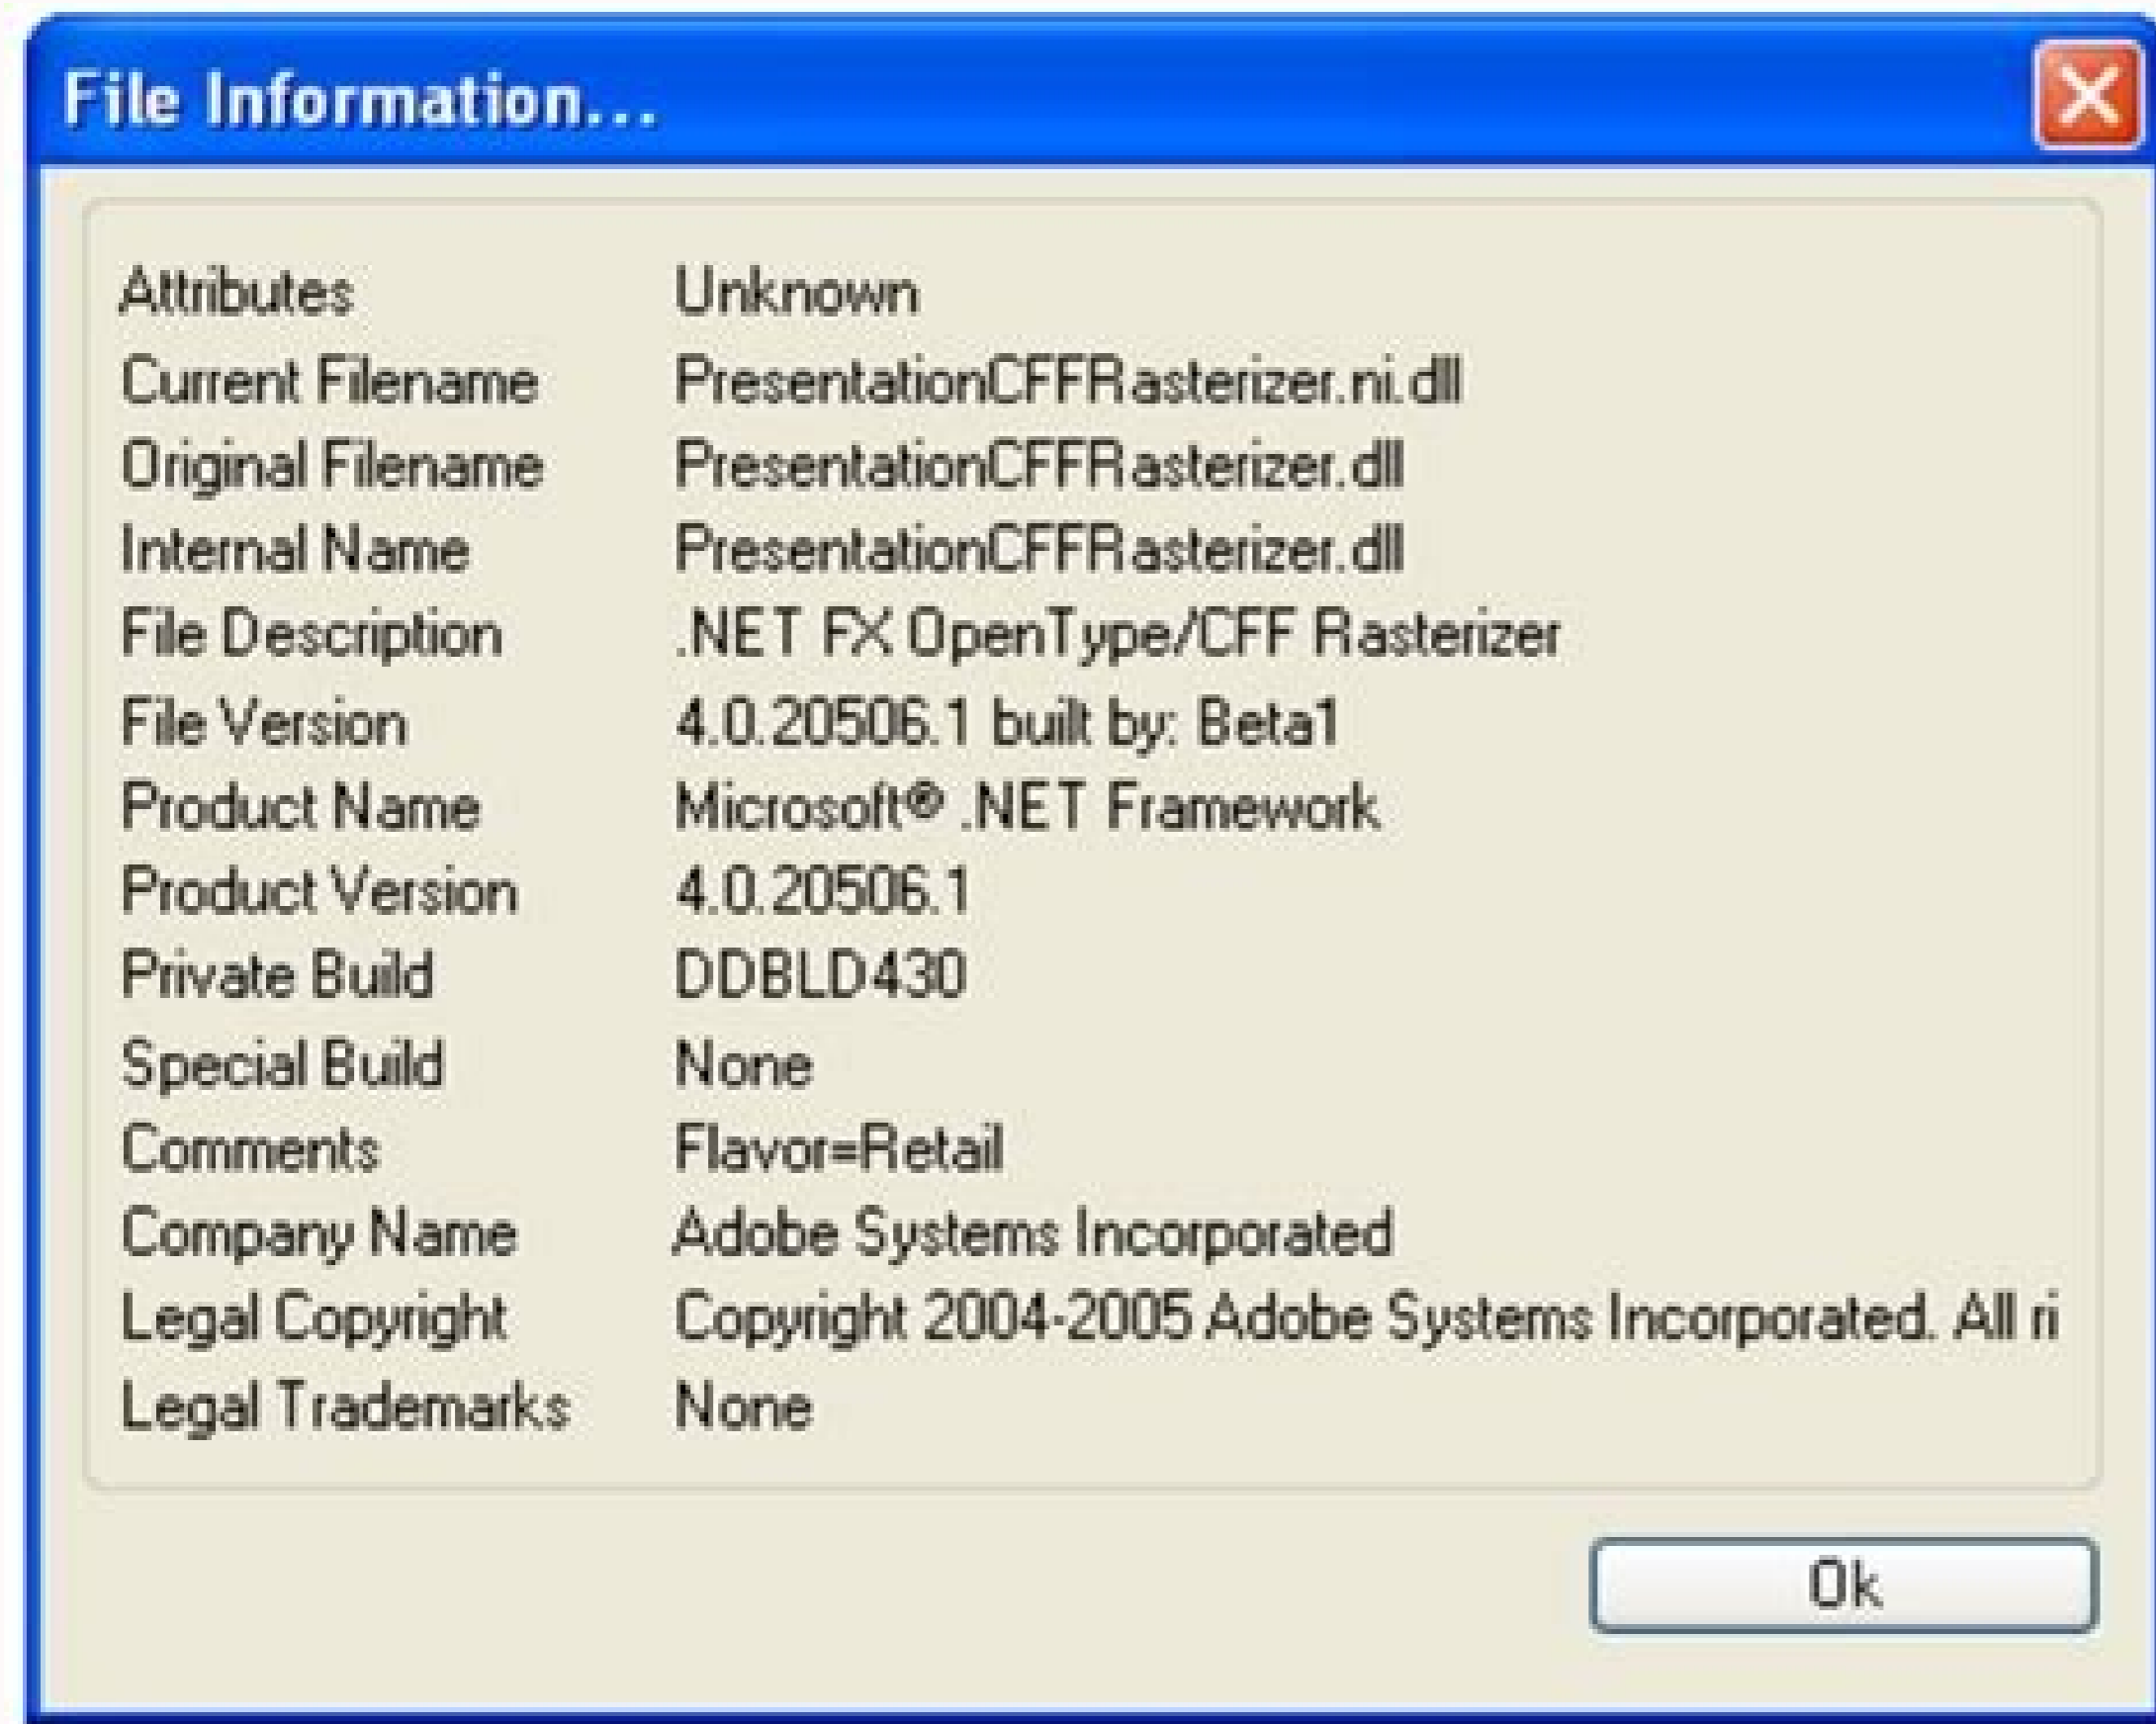 File Information...
Attributes Unknown
Current Filename PresentationCFFRasterizer.ni.dll
Original Filename PresentationCFFRasterizer.dll
Internal Name PresentationCFFRasterizer.dll
File Description .NET FX OpenType/CFF Rasterizer
File Version 4.0.20506.1 built by: Beta1
Product Name Microsoft® .NET Framework
Product Version 4.0.20506.1
Private Build DDBLD430
Special Build None
Comments Flavor=Retail
Company Name Adobe Systems Incorporated
Legal Copyright Copyright 2004-2005 Adobe Systems Incorporated. All ri
Legal Trademarks None
Ok